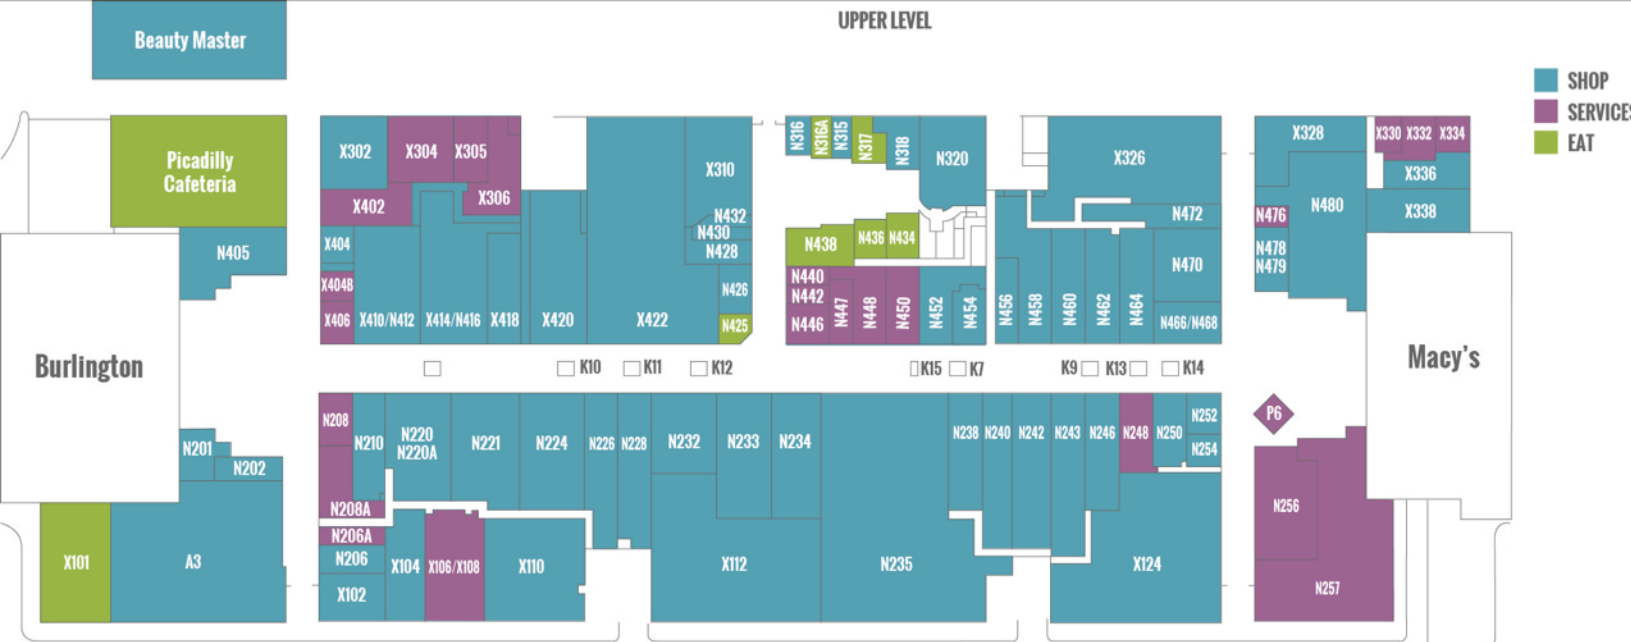 UPPER LEVEL
Beauty Master
SHOP
SERVICES
EAT
Picadilly
Cafeteria
N405
Burlington
N201
N202
X101
A3
X302
X304
X305
X306
X402
X404
X404B
X406
X410/N412
X414/N416
X418
X420
X422
X310
N432
N430
N428
N426
N425
N316
N316A
N315
N317
N318
N320
N438
N436
N434
N440
N442
N446
N447
N448
N450
N452
N454
X326
N472
N470
N456
N458
N460
N462
N464
N466/N468
X328
X330
X332
X334
X336
X338
N480
N476
N478
N479
Macy's
K10
K11
K12
K15
K7
K9
K13
K14
P6
N208
N210
N220
N220A
N221
N224
N226
N228
N232
N233
N234
N238
N240
N242
N243
N246
N248
N250
N252
N254
N208A
N206A
N206
X102
X104
X106/X108
X110
X112
N235
X124
N256
N257